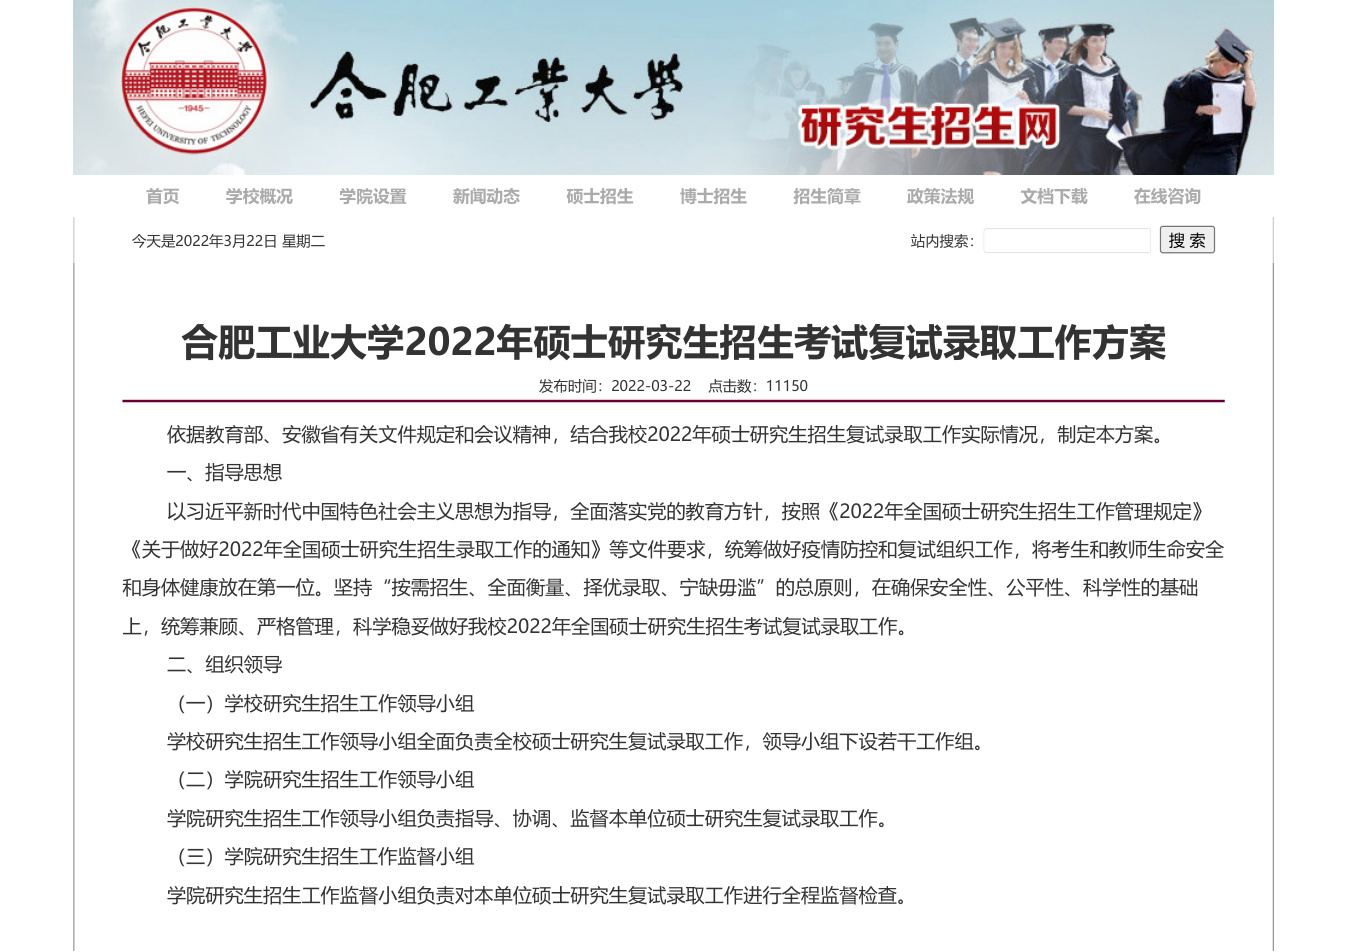 合肥工業大學
1945
HEFEI UNIVERSITY OF TECHNOLOGY
合肥工業大學
研究生招生网
首页 学校概况 学院设置 新闻动态 硕士招生 博士招生 招生简章 政策法规 文档下载 在线咨询
今天是2022年3月22日 星期二 站内搜索： 搜 索
合肥工业大学2022年硕士研究生招生考试复试录取工作方案
发布时间：2022-03-22 点击数：11150
依据教育部、安徽省有关文件规定和会议精神，结合我校2022年硕士研究生招生复试录取工作实际情况，制定本方案。
一、指导思想
以习近平新时代中国特色社会主义思想为指导，全面落实党的教育方针，按照《2022年全国硕士研究生招生工作管理规定》
《关于做好2022年全国硕士研究生招生录取工作的通知》等文件要求，统筹做好疫情防控和复试组织工作，将考生和教师生命安全
和身体健康放在第一位。坚持“按需招生、全面衡量、择优录取、宁缺毋滥”的总原则，在确保安全性、公平性、科学性的基础
上，统筹兼顾、严格管理，科学稳妥做好我校2022年全国硕士研究生招生考试复试录取工作。
二、组织领导
（一）学校研究生招生工作领导小组
学校研究生招生工作领导小组全面负责全校硕士研究生复试录取工作，领导小组下设若干工作组。
（二）学院研究生招生工作领导小组
学院研究生招生工作领导小组负责指导、协调、监督本单位硕士研究生复试录取工作。
（三）学院研究生招生工作监督小组
学院研究生招生工作监督小组负责对本单位硕士研究生复试录取工作进行全程监督检查。